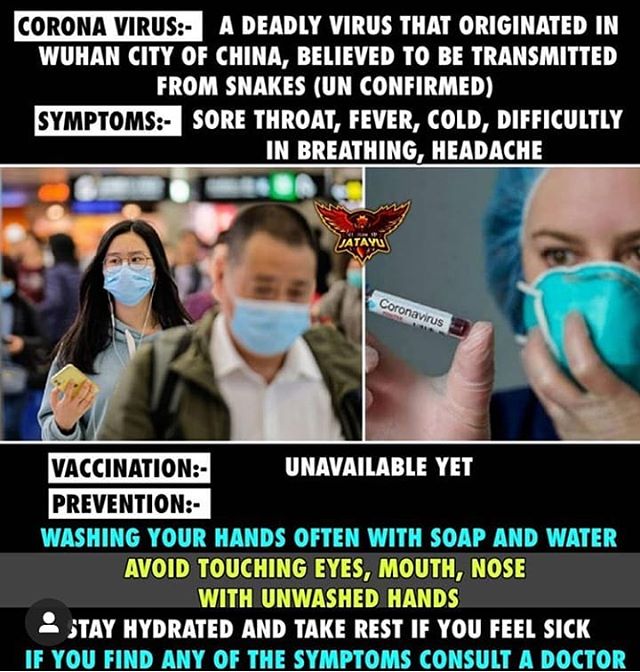 CORONA VIRUS:- A DEADLY VIRUS THAT ORIGINATED IN
WUHAN CITY OF CHINA, BELIEVED TO BE TRANSMITTED
FROM SNAKES (UN CONFIRMED)
SYMPTOMS:- SORE THROAT, FEVER, COLD, DIFFICULTLY
IN BREATHING, HEADACHE
JATAYU
Coronavirus
VACCINATION:- UNAVAILABLE YET
PREVENTION:-
WASHING YOUR HANDS OFTEN WITH SOAP AND WATER
AVOID TOUCHING EYES, MOUTH, NOSE
WITH UNWASHED HANDS
STAY HYDRATED AND TAKE REST IF YOU FEEL SICK
IF YOU FIND ANY OF THE SYMPTOMS CONSULT A DOCTOR